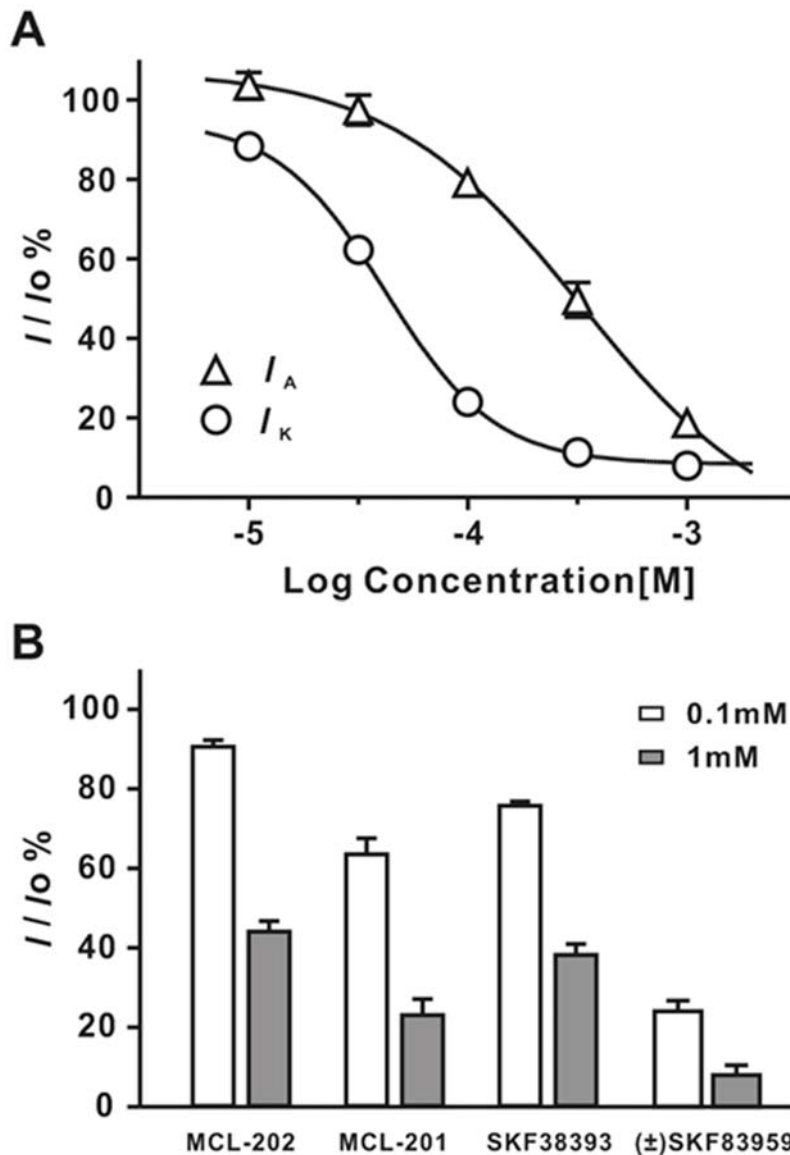 A
I / Io %
100
80
60
40
20
0
I A
I K
-5 -4 -3
Log Concentration[M]
B
I / Io %
100
80
60
40
20
0
0.1mM
1mM
MCL-202 MCL-201 SKF38393 (±)SKF83959